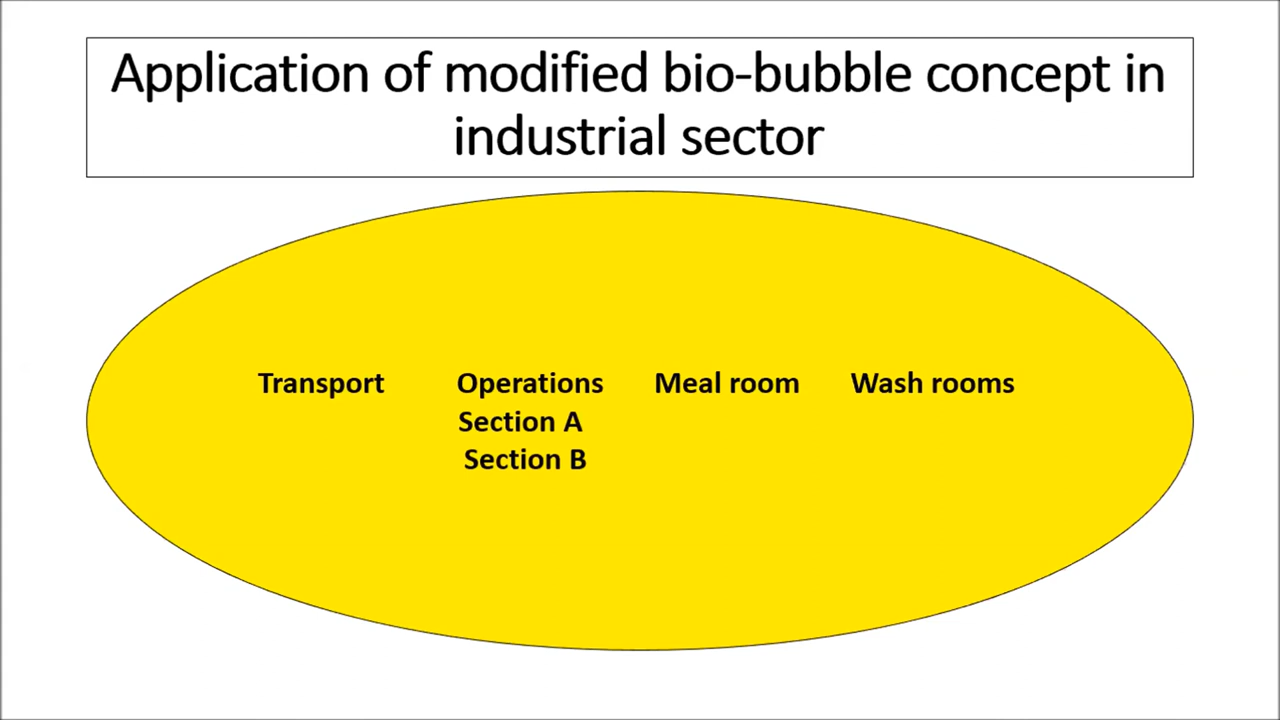 Application of modified bio-bubble concept in
industrial sector
Transport Operations Meal room Wash rooms
Section A
Section B